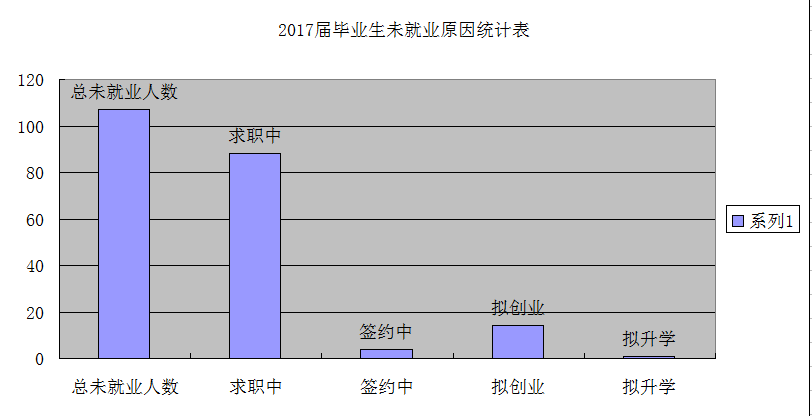 2017届毕业生未就业原因统计表
120
100
80
60
40
20
0
总未就业人数
求职中
签约中
拟创业
拟升学
总未就业人数
求职中
签约中
拟创业
拟升学
系列1